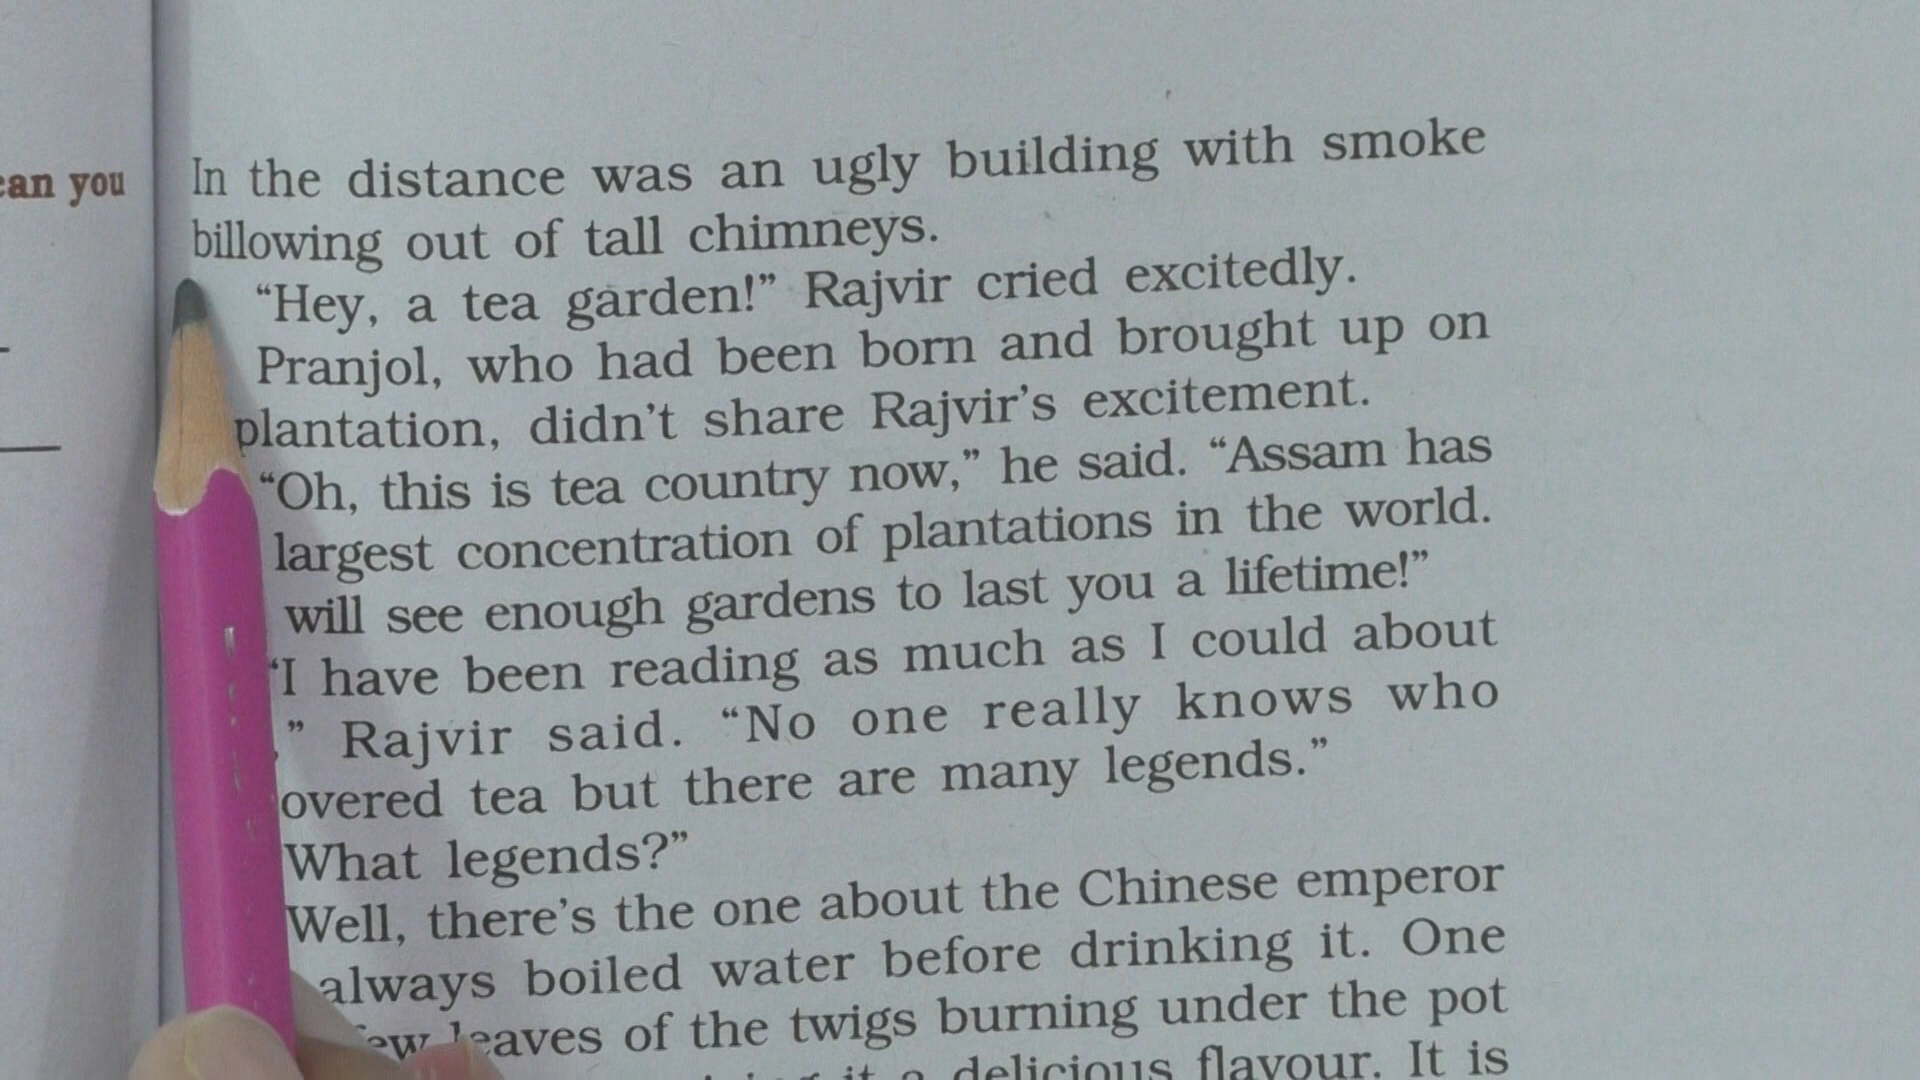 an you
In the distance was an ugly building with smoke
billowing out of tall chimneys.
“Hey, a tea garden!” Rajvir cried excitedly.
Pranjol, who had been born and brought up on
plantation, didn't share Rajvir's excitement.
“Oh, this is tea country now,” he said. “Assam has
largest concentration of plantations in the world.
will see enough gardens to last you a lifetime!”
“I have been reading as much as I could about
,” Rajvir said. “No one really knows who
overed tea but there are many legends.”
What legends?”
Well, there's the one about the Chinese emperor
always boiled water before drinking it. One
leaves of the twigs burning under the pot
it a delicious flavour. It is